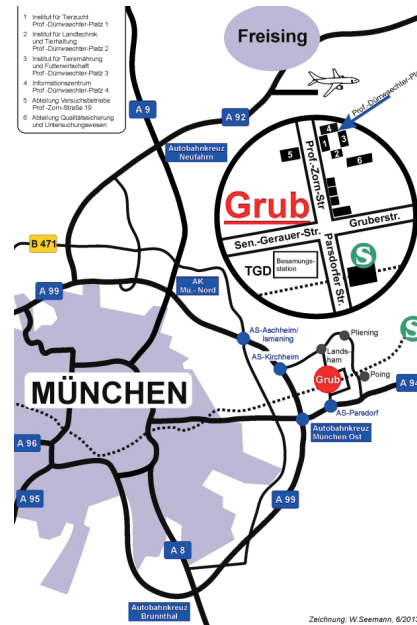 1 Institut für Tierzucht
Prof.-Dürrwaechter-Platz 1
2 Institut für Landtechnik
und Tierhaltung
Prof.-Dürrwaechter-Platz 2
3 Institut für Tierernährung
und Futterwirtschaft
Prof.-Dürrwaechter-Platz 3
4 Informationszentrum
Prof.-Dürrwaechter-Platz 4
5 Abteilung Versuchsbetriebe
Prof.-Zorn-Straße 19
6 Abteilung Qualitätssicherung
und Untersuchungswesen
Freising
A 9
A 92
Autobahnkreuz
Neufahrn
Prof.-Dürrwaechter-Pl
4
1
3
2
5
6
Prof.-Zorn-Str
Grub
Gruberstr.
Sen.-Gerauer-Str.
Parsdorfer Str.
TGD
Besamungs-
station
S
B 471
A 99
AK
Mü.- Nord
AS-Aschheim/
Ismaning
AS-Kirchheim
Pliening
Lands-
ham
S
Grub
Poing
A 94
AS-Parsdorf
MÜNCHEN
Autobahnkreuz
München Ost
A 96
A 95
A 99
A 8
Autobahnkreuz
Brunnthal
Zeichnung: W.Seemann, 6/2013